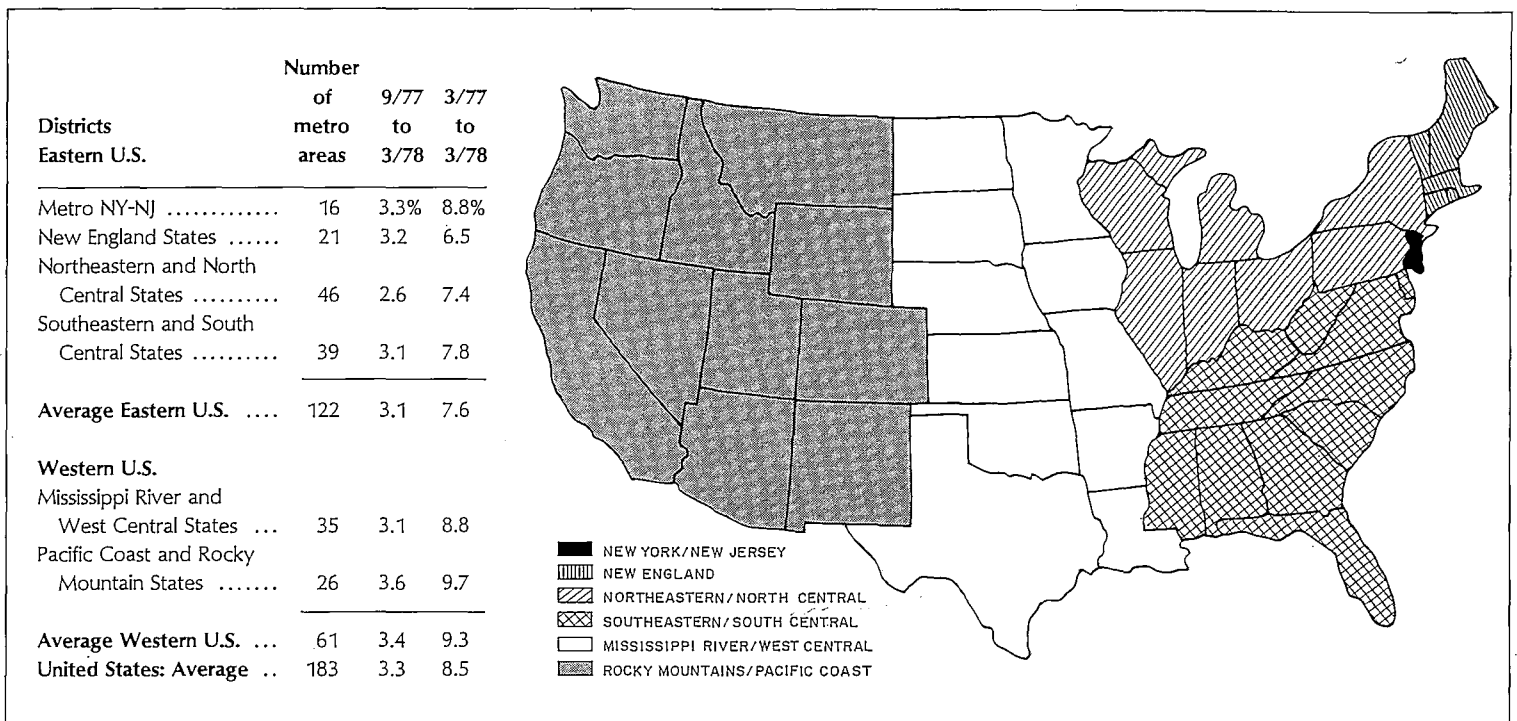 Number
of 9/77 3/77
Districts metro to to
Eastern U.S. areas 3/78 3/78
Metro NY-NJ ............. 16 3.3% 8.8%
New England States ...... 21 3.2 6.5
Northeastern and North
Central States .......... 46 2.6 7.4
Southeastern and South
Central States .......... 39 3.1 7.8
Average Eastern U.S. .... 122 3.1 7.6
Western U.S.
Mississippi River and
West Central States ... 35 3.1 8.8
Pacific Coast and Rocky
Mountain States ....... 26 3.6 9.7
Average Western U.S. ... 61 3.4 9.3
United States: Average .. 183 3.3 8.5
NEW YORK/NEW JERSEY
NEW ENGLAND
NORTHEASTERN/NORTH CENTRAL
SOUTHEASTERN/SOUTH CENTRAL
MISSISSIPPI RIVER/WEST CENTRAL
ROCKY MOUNTAINS/PACIFIC COAST